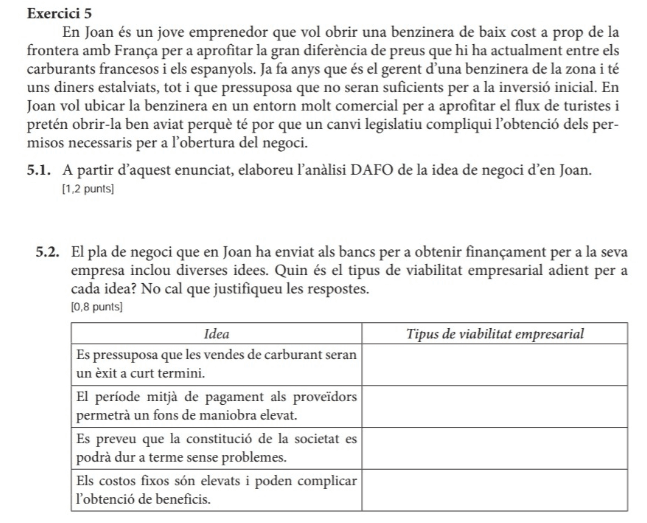 Exercici 5
En Joan és un jove emprenedor que vol obrir una benzinera de baix cost a prop de la
frontera amb França per a aprofitar la gran diferència de preus que hi ha actualment entre els
carburants francesos i els espanyols. Ja fa anys que és el gerent d'una benzinera de la zona i té
uns diners estalviats, tot i que pressuposa que no seran suficients per a la inversió inicial. En
Joan vol ubicar la benzinera en un entorn molt comercial per a aprofitar el flux de turistes i
pretén obrir-la ben aviat perquè té por que un canvi legislatiu compliqui l'obtenció dels per-
misos necessaris per a l'obertura del negoci.
5.1. A partir d'aquest enunciat, elaboreu l'anàlisi DAFO de la idea de negoci d'en Joan.
[1,2 punts]
5.2. El pla de negoci que en Joan ha enviat als bancs per a obtenir finançament per a la seva
empresa inclou diverses idees. Quin és el tipus de viabilitat empresarial adient per a
cada idea? No cal que justifiqueu les respostes.
[0,8 punts]
Idea Tipus de viabilitat empresarial
Es pressuposa que les vendes de carburant seran
un èxit a curt termini.
El període mitjà de pagament als proveïdors
permetrà un fons de maniobra elevat.
Es preveu que la constitució de la societat es
podrà dur a terme sense problemes.
Els costos fixos són elevats i poden complicar
l'obtenció de beneficis.